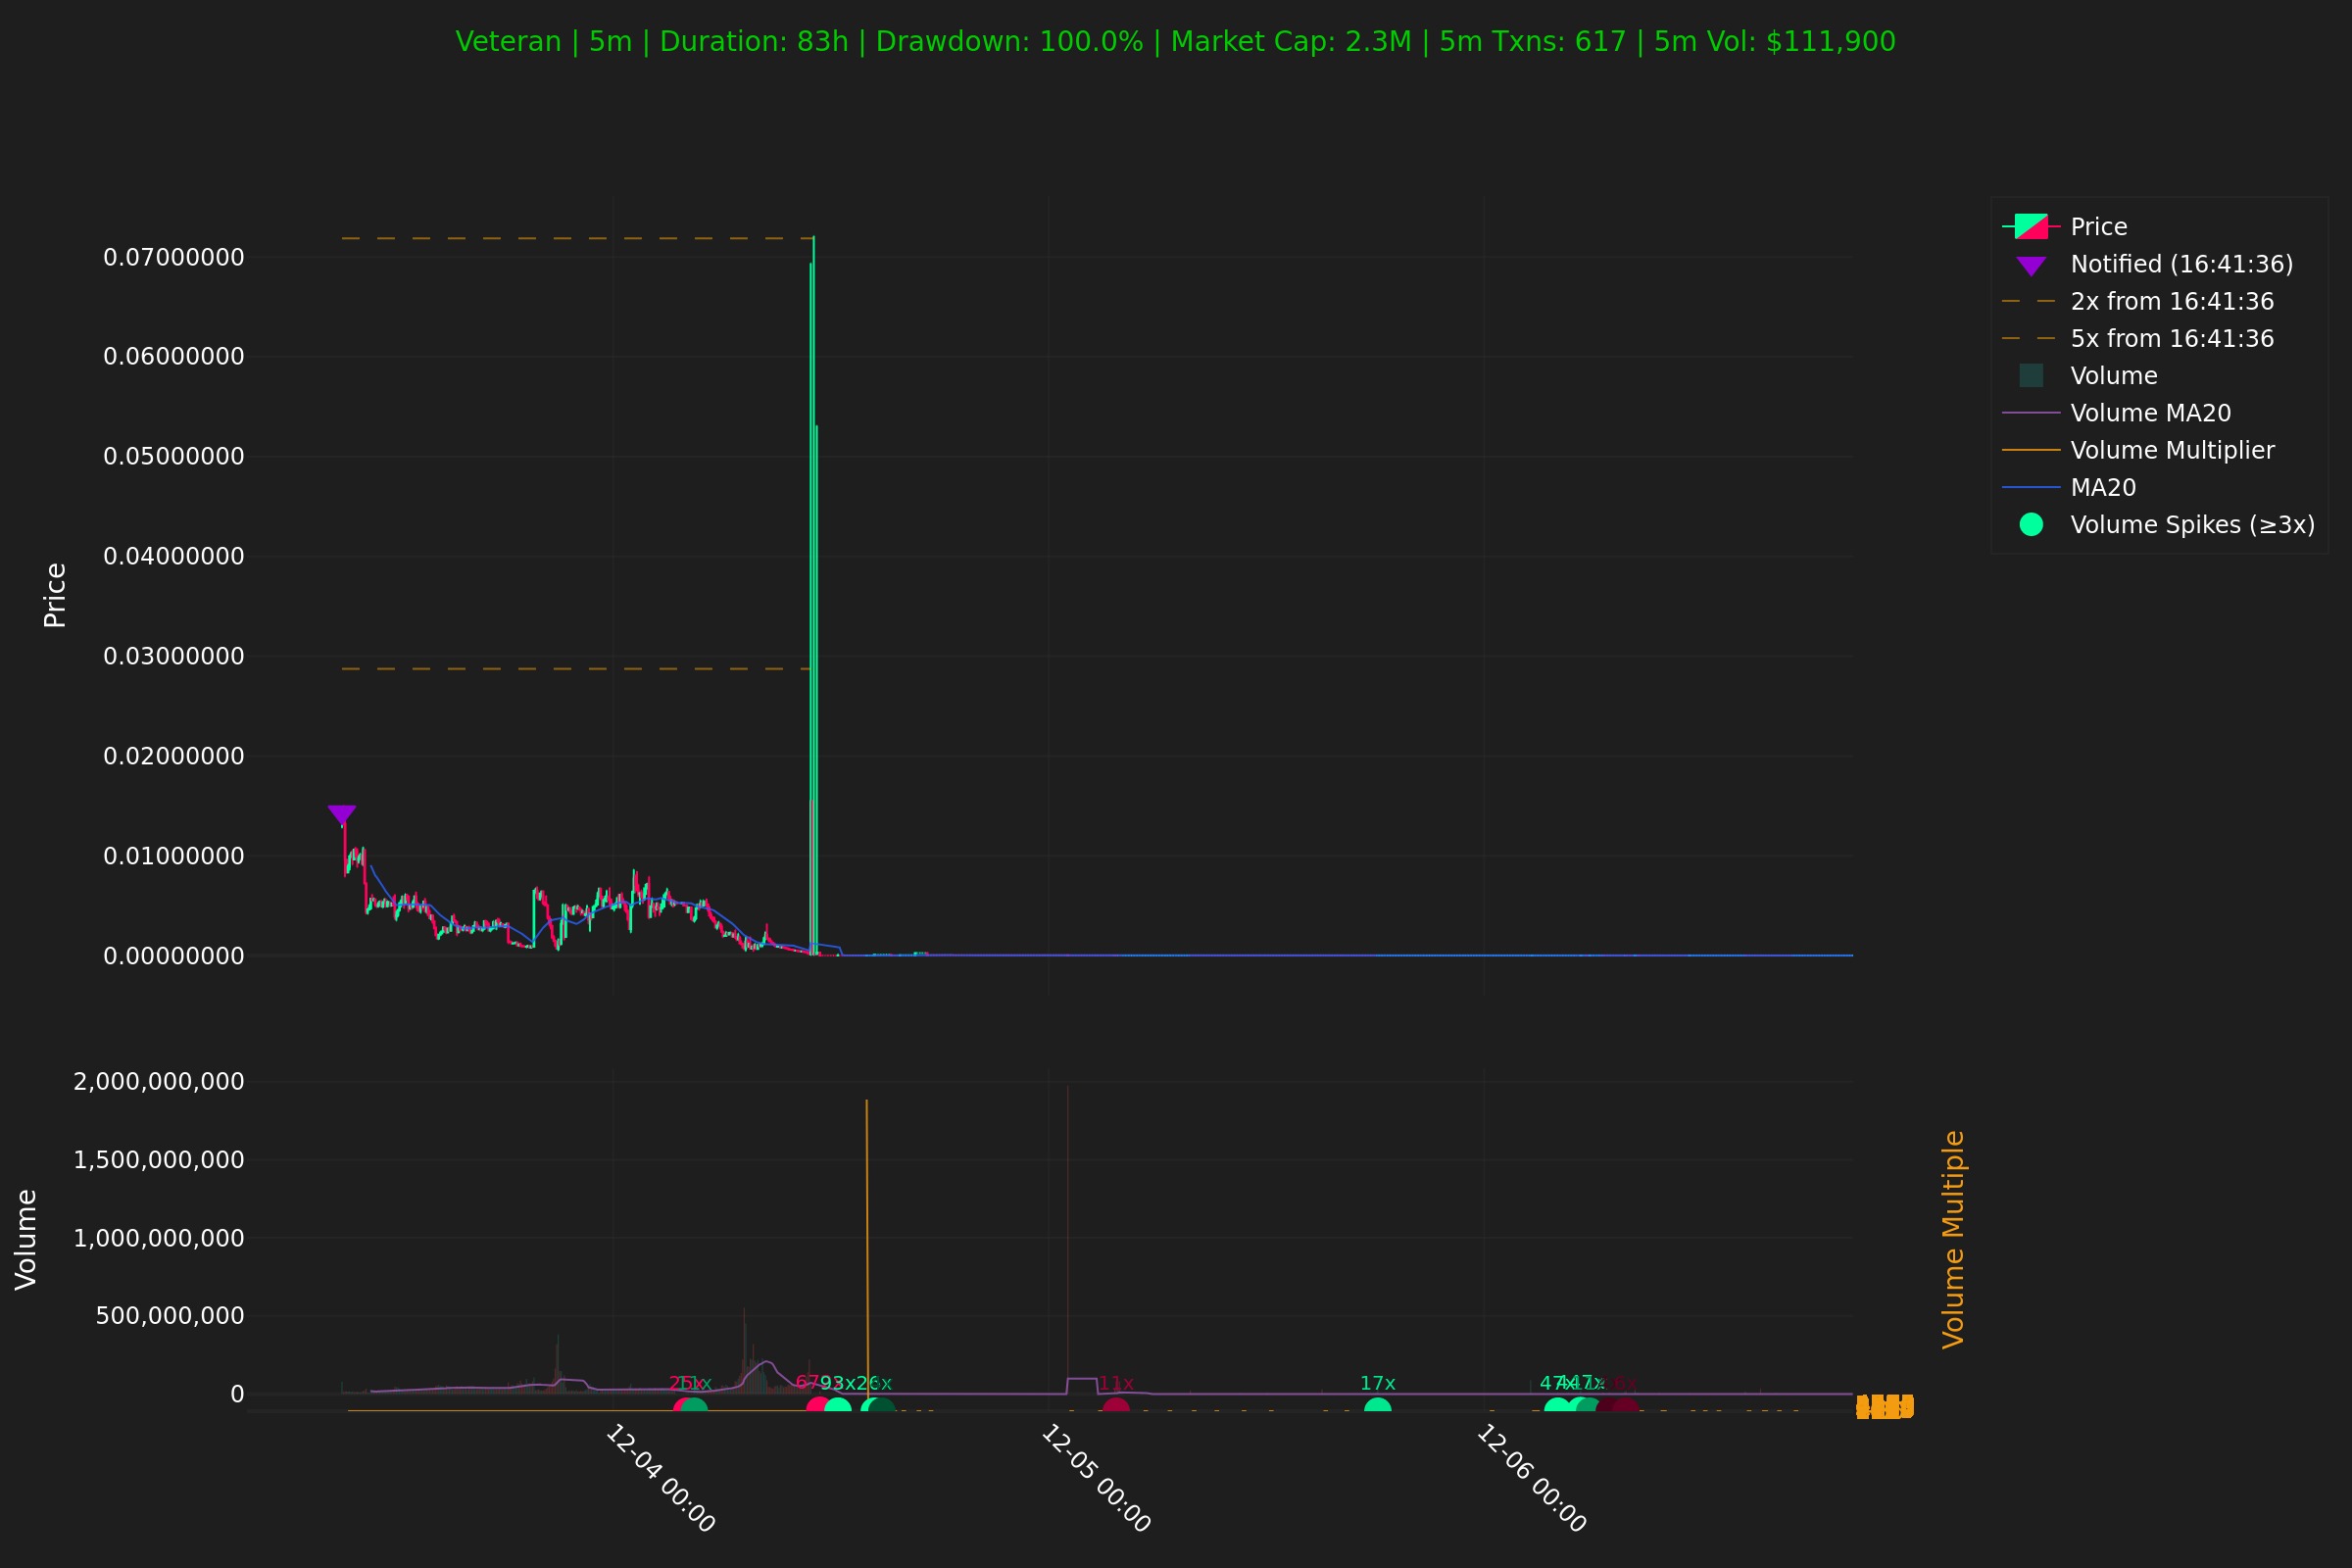 Veteran | 5m | Duration: 83h | Drawdown: 100.0% | Market Cap: 2.3M | 5m Txns: 617 | 5m Vol: $111,900
Price
0.07000000
0.06000000
0.05000000
0.04000000
0.03000000
0.02000000
0.01000000
0.00000000
Price
Notified (16:41:36)
2x from 16:41:36
5x from 16:41:36
Volume
Volume MA20
Volume Multiplier
MA20
Volume Spikes (≥3x)
Volume
2,000,000,000
1,500,000,000
1,000,000,000
500,000,000
0
25x
11x
93x
11x
17x
47x
Volume Multiple
12-04 00:00
12-05 00:00
12-06 00:00